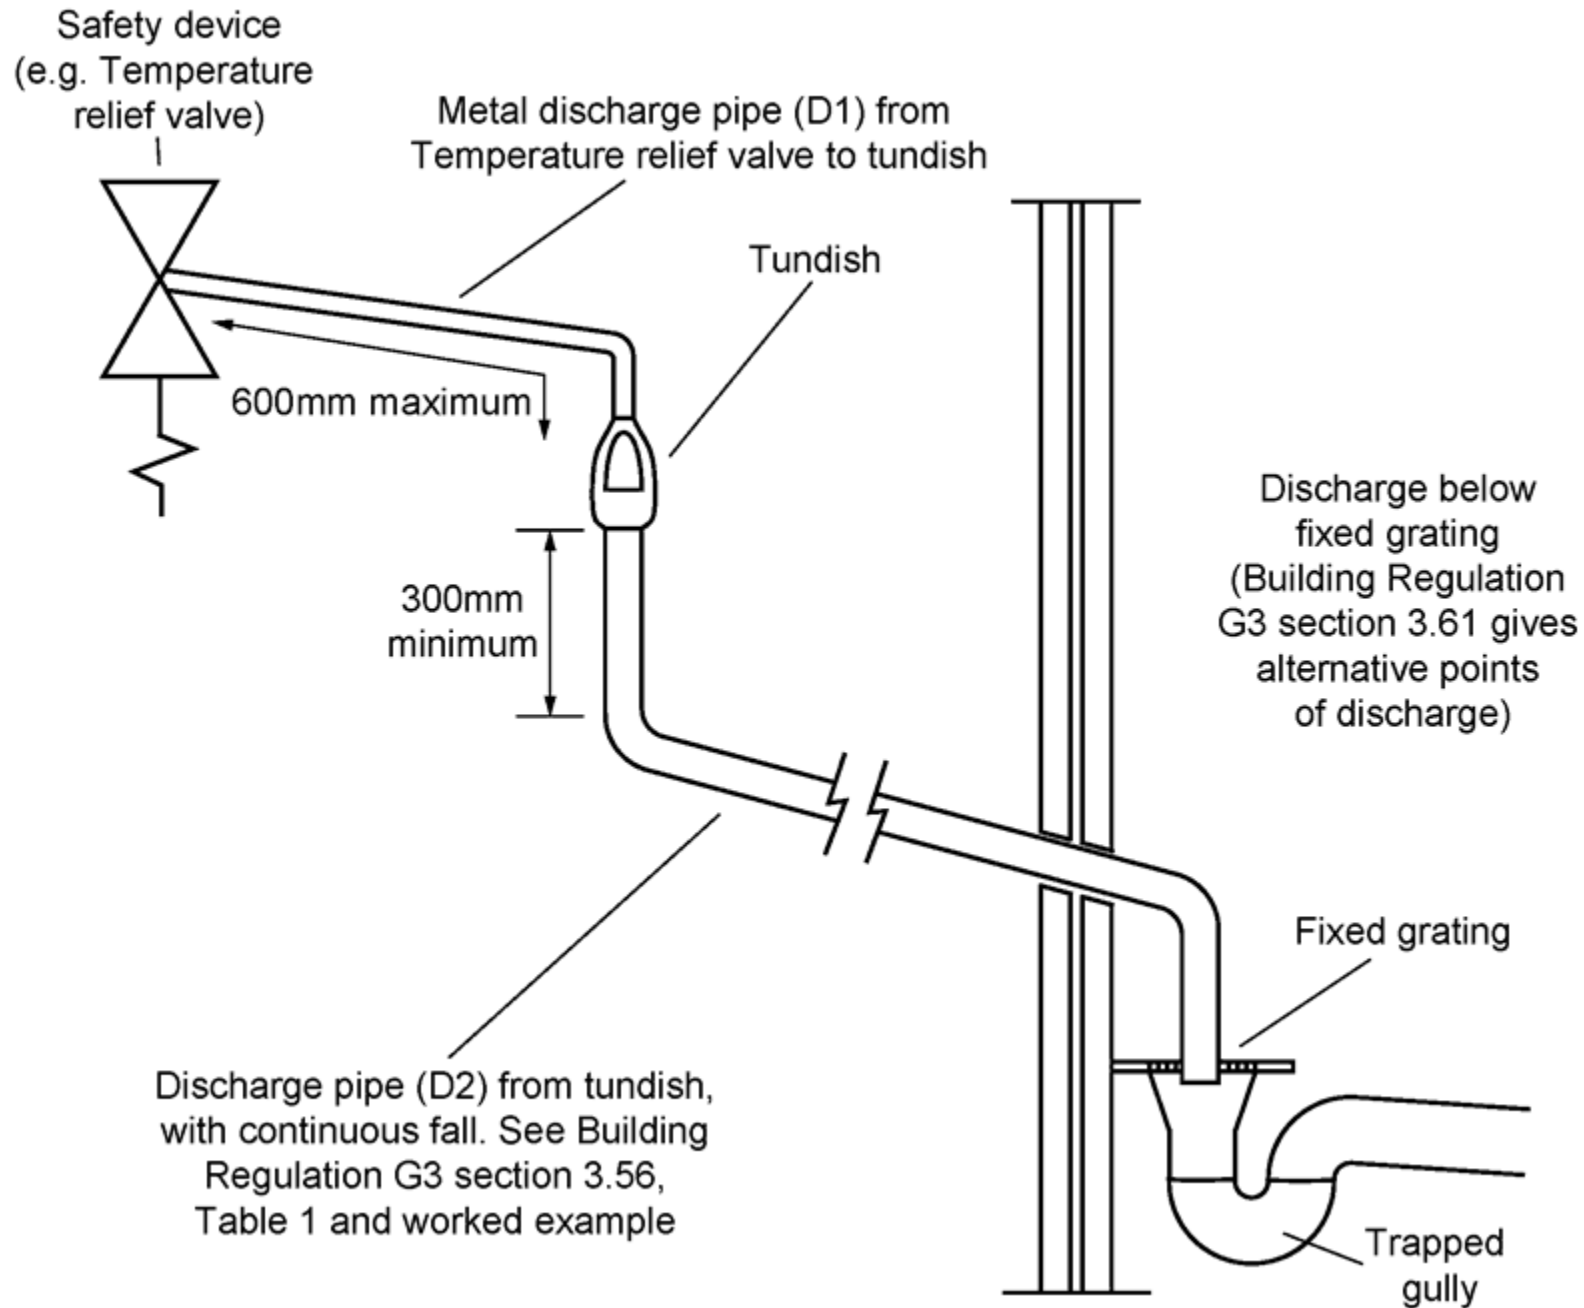 Safety device
(e.g. Temperature
relief valve)
Metal discharge pipe (D1) from
Temperature relief valve to tundish
Tundish
600mm maximum
300mm
minimum
Discharge below
fixed grating
(Building Regulation
G3 section 3.61 gives
alternative points
of discharge)
Fixed grating
Discharge pipe (D2) from tundish,
with continuous fall. See Building
Regulation G3 section 3.56,
Table 1 and worked example
Trapped
gully